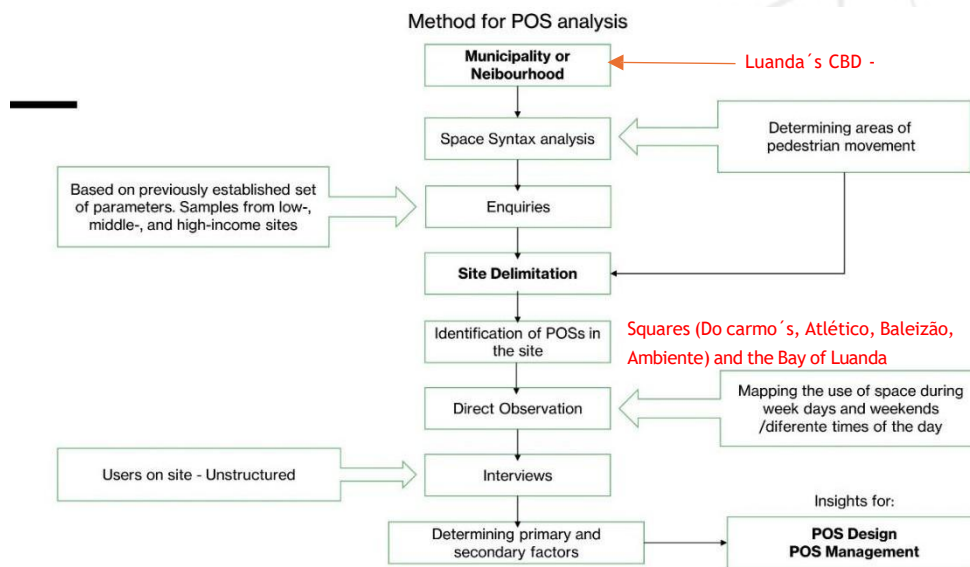 Method for POS analysis
Municipality or
Neibourhood
Luanda´s CBD -
Space Syntax analysis
Determining areas of
pedestrian movement
Based on previously established set
of parameters. Samples from low-,
middle-, and high-income sites
Enquiries
Site Delimitation
Identification of POSs in
the site
Squares (Do carmo´s, Atlético, Baleizão,
Ambiente) and the Bay of Luanda
Direct Observation
Mapping the use of space during
week days and weekends
/diferente times of the day
Users on site - Unstructured
Interviews
Determining primary and
secondary factors
Insights for:
POS Design
POS Management